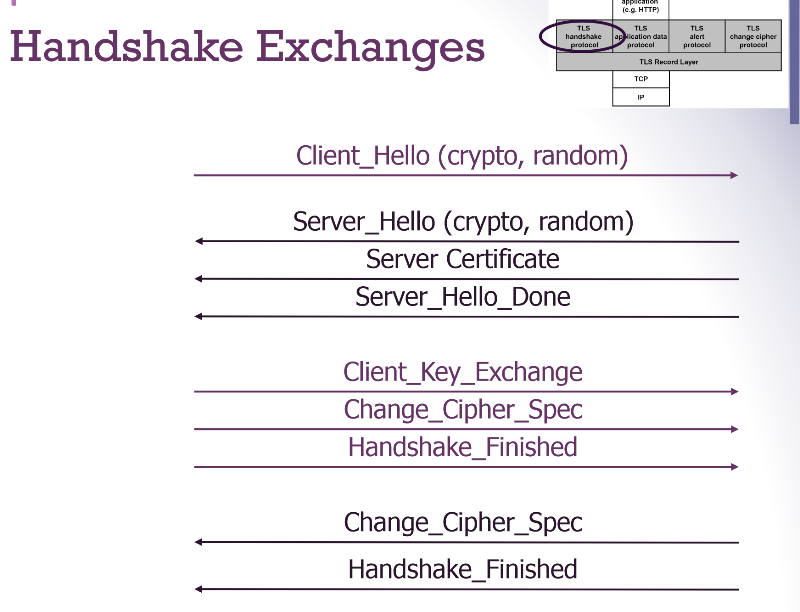 Handshake Exchanges
application
(e.g. HTTP)
TLS
handshake
protocol
TLS
application data
protocol
TLS
alert
protocol
TLS
change cipher
protocol
TLS Record Layer
TCP
IP
Client_Hello (crypto, random)
Server_Hello (crypto, random)
Server Certificate
Server_Hello_Done
Client_Key_Exchange
Change_Cipher_Spec
Handshake_Finished
Change_Cipher_Spec
Handshake_Finished